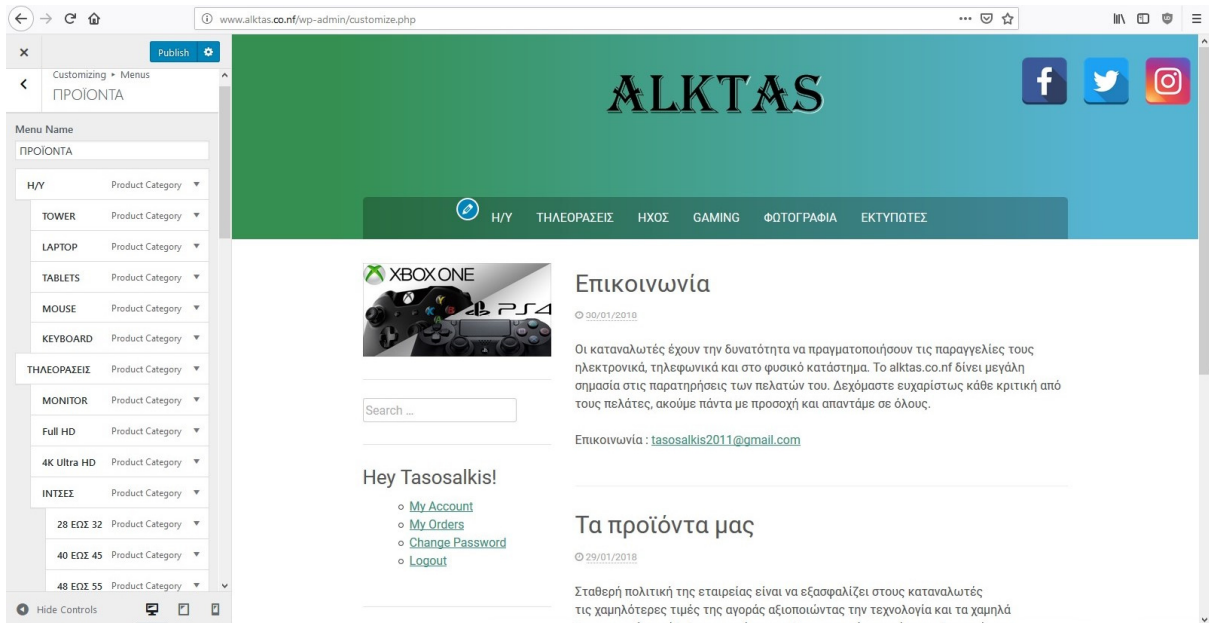 www.alktas.co.nf/wp-admin/customize.php
Publish
Customizing ▸ Menus
ΠΡΟΪΟΝΤΑ
Menu Name
ΠΡΟΪΟΝΤΑ
Η/Υ Product Category
TOWER Product Category
LAPTOP Product Category
TABLETS Product Category
MOUSE Product Category
KEYBOARD Product Category
ΤΗΛΕΟΡΑΣΕΙΣ Product Category
MONITOR Product Category
Full HD Product Category
4K Ultra HD Product Category
ΙΝΤΣΕΣ Product Category
28 ΕΩΣ 32 Product Category
40 ΕΩΣ 45 Product Category
48 ΕΩΣ 55 Product Category
Hide Controls
ALKTAS
Η/Υ ΤΗΛΕΟΡΑΣΕΙΣ ΗΧΟΣ GAMING ΦΩΤΟΓΡΑΦΙΑ ΕΚΤΥΠΩΤΕΣ
XBOX ONE
PS4
Search ...
Hey Tasosalkis!
My Account
My Orders
Change Password
Logout
Επικοινωνία
30/01/2018
Οι καταναλωτές έχουν την δυνατότητα να πραγματοποιήσουν τις παραγγελίες τους
ηλεκτρονικά, τηλεφωνικά και στο φυσικό κατάστημα. Το alktas.co.nf δίνει μεγάλη
σημασία στις παρατηρήσεις των πελατών του. Δεχόμαστε ευχαρίστως κάθε κριτική από
τους πελάτες, ακούμε πάντα με προσοχή και απαντάμε σε όλους.
Επικοινωνία : tasosalkis2011@gmail.com
Τα προϊόντα μας
29/01/2018
Σταθερή πολιτική της εταιρείας είναι να εξασφαλίζει στους καταναλωτές
τις χαμηλότερες τιμές της αγοράς αξιοποιώντας την τεχνολογία και τα χαμηλά